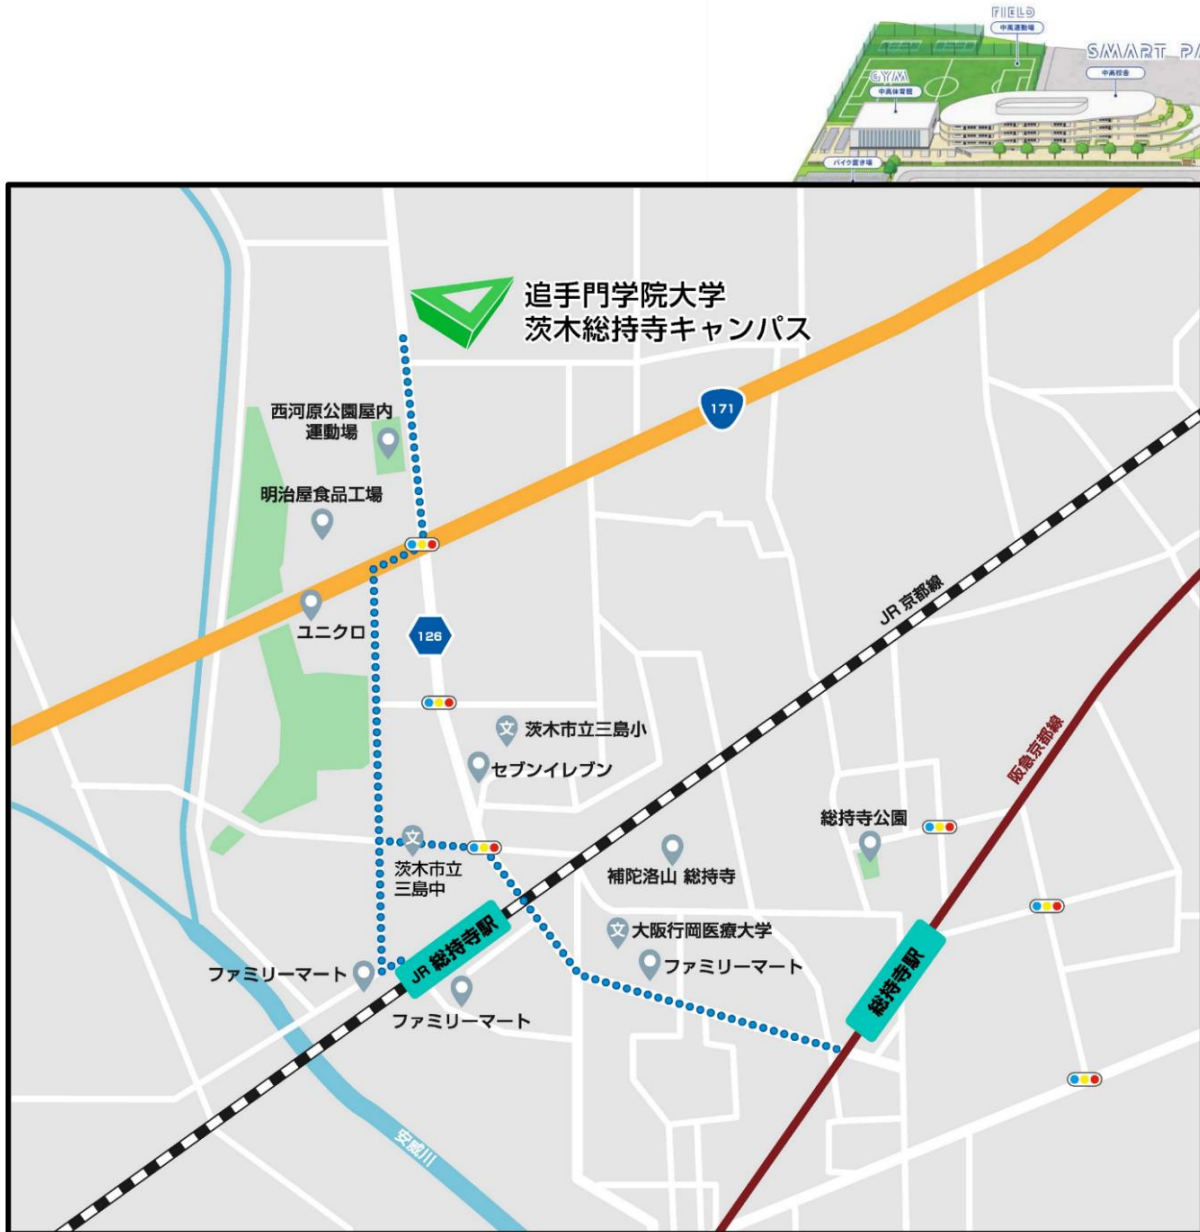 FIELD
中高運動場
SMART PA
中高校舎
GYM
中高体育館
バイク置き場
追手門学院大学
茨木総持寺キャンパス
171
西河原公園屋内
運動場
明治屋食品工場
ユニクロ
126
JR 京都線
茨木市立三島小
セブンイレブン
阪急京都線
総持寺公園
文
文
茨木市立
三島中
補陀洛山 総持寺
文
大阪行岡医療大学
ファミリーマート
JR 総持寺駅
総持寺駅
ファミリーマート
ファミリーマート
安威川